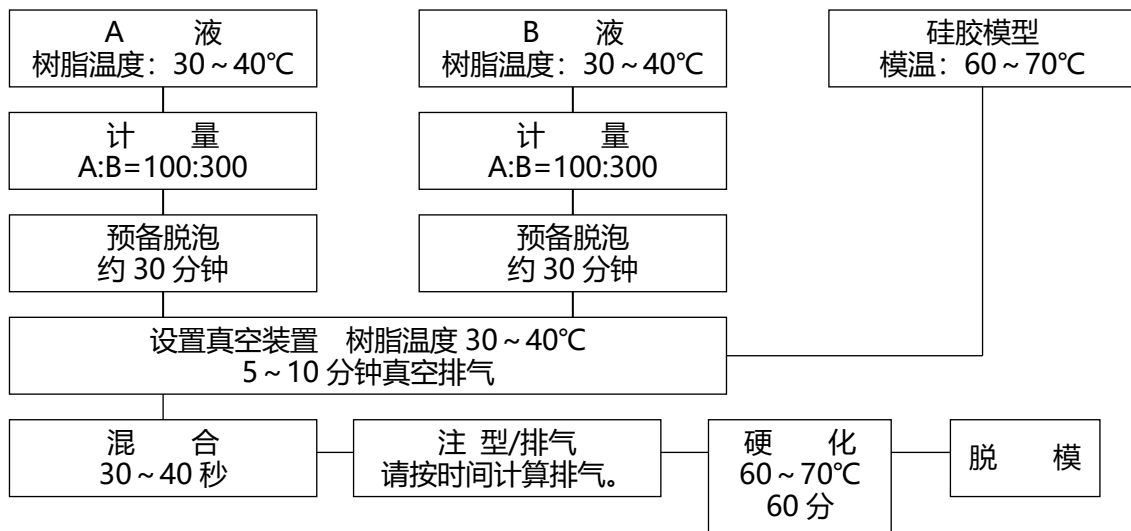 A 液
树脂温度：30～40℃
B 液
树脂温度：30～40℃
硅胶模型
模温：60～70℃
计 量
A:B=100:300
计 量
A:B=100:300
预备脱泡
约 30 分钟
预备脱泡
约 30 分钟
设置真空装置 树脂温度 30～40℃
5～10 分钟真空排气
混 合
30～40 秒
注 型/排气
请按时间计算排气。
硬 化
60～70℃
60 分
脱 模